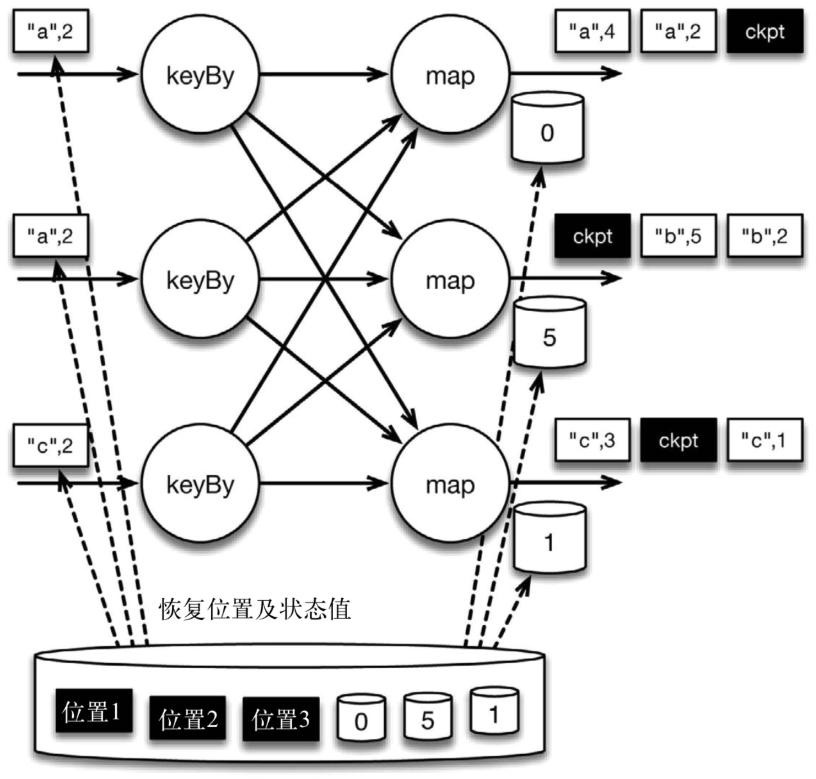 "a",2
"a",4 "a",2 ckpt
keyBy map
0
"a",2
ckpt "b",5 "b",2
keyBy map
5
"c",2
"c",3 ckpt "c",1
keyBy map
1
恢复位置及状态值
位置1 位置2 位置3 0 5 1